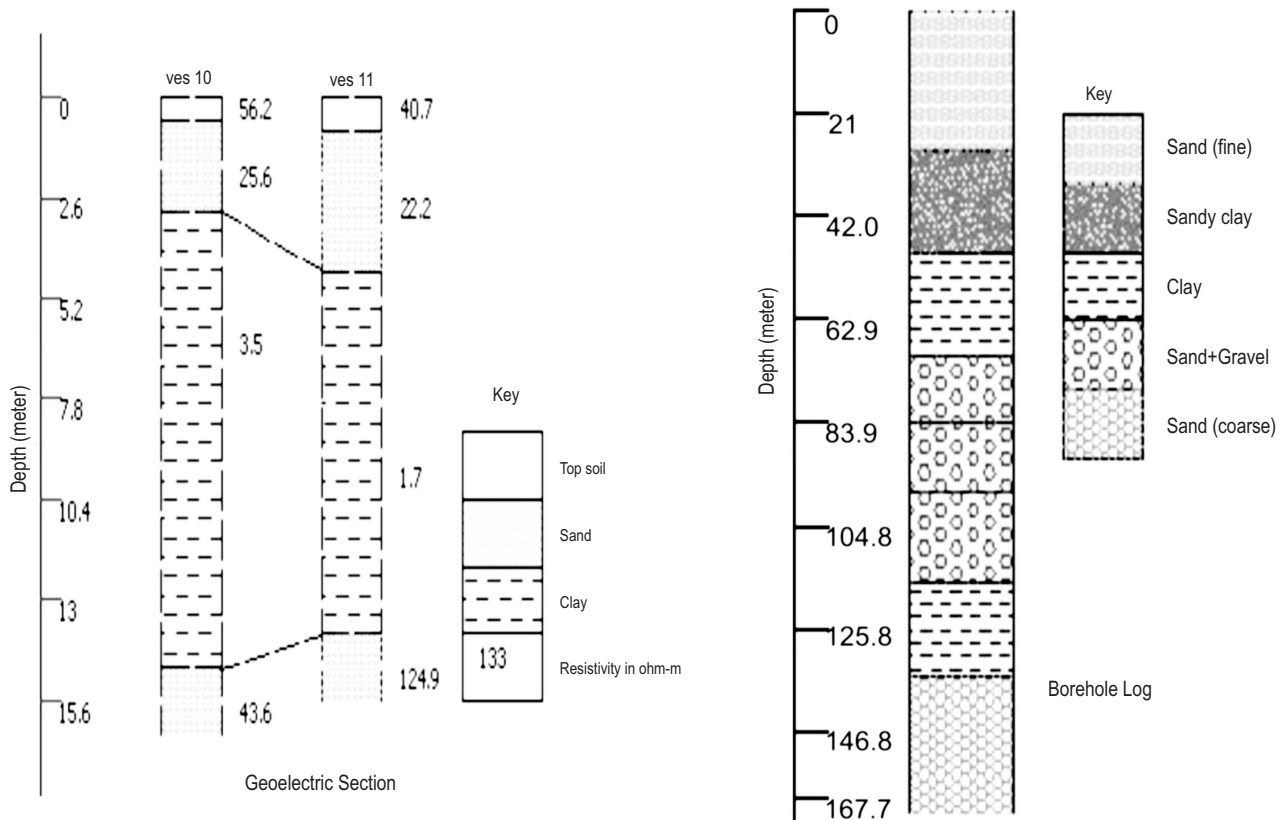 ves 10
ves 11
0
56.2
40.7
25.6
2.6
22.2
5.2
3.5
7.8
1.7
10.4
13
124.9
15.6
43.6
Depth (meter)
Key
Top soil
Sand
Clay
133
Resistivity in ohm-m
Geoelectric Section
0
21
42.0
62.9
83.9
104.8
125.8
146.8
167.7
Depth (meter)
Key
Sand (fine)
Sandy clay
Clay
Sand+Gravel
Sand (coarse)
Borehole Log